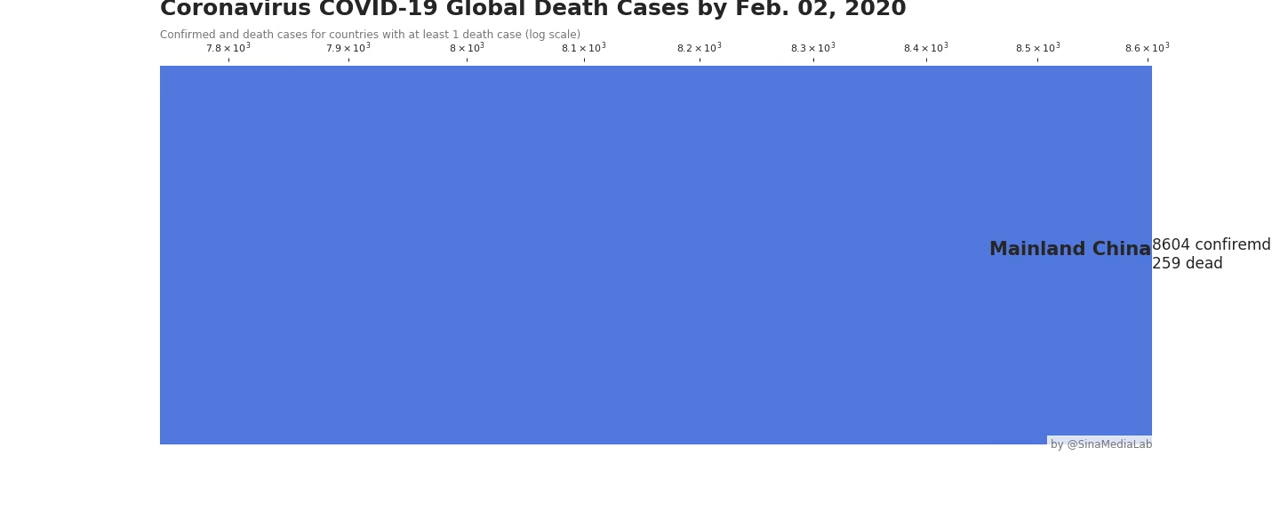 Coronavirus COVID-19 Global Death Cases by Feb. 02, 2020
Confirmed and death cases for countries with at least 1 death case (log scale)
7.8 × 10³ 7.9 × 10³ 8 × 10³ 8.1 × 10³ 8.2 × 10³ 8.3 × 10³ 8.4 × 10³ 8.5 × 10³ 8.6 × 10³
Mainland China
8604 confiremd
259 dead
by @SinaMediaLab